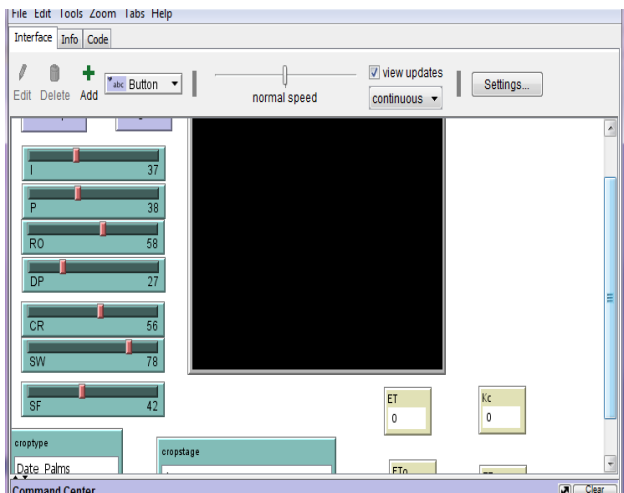 File Edit Tools Zoom Tabs Help
Interface Info Code
Edit Delete Add abc Button normal speed view updates continuous Settings...
I 37
P 38
RO 58
DP 27
CR 56
SW 78
SF 42
ET 0
Kc 0
croptype
Date Palms
cropstage
ETo
Command Center Clear